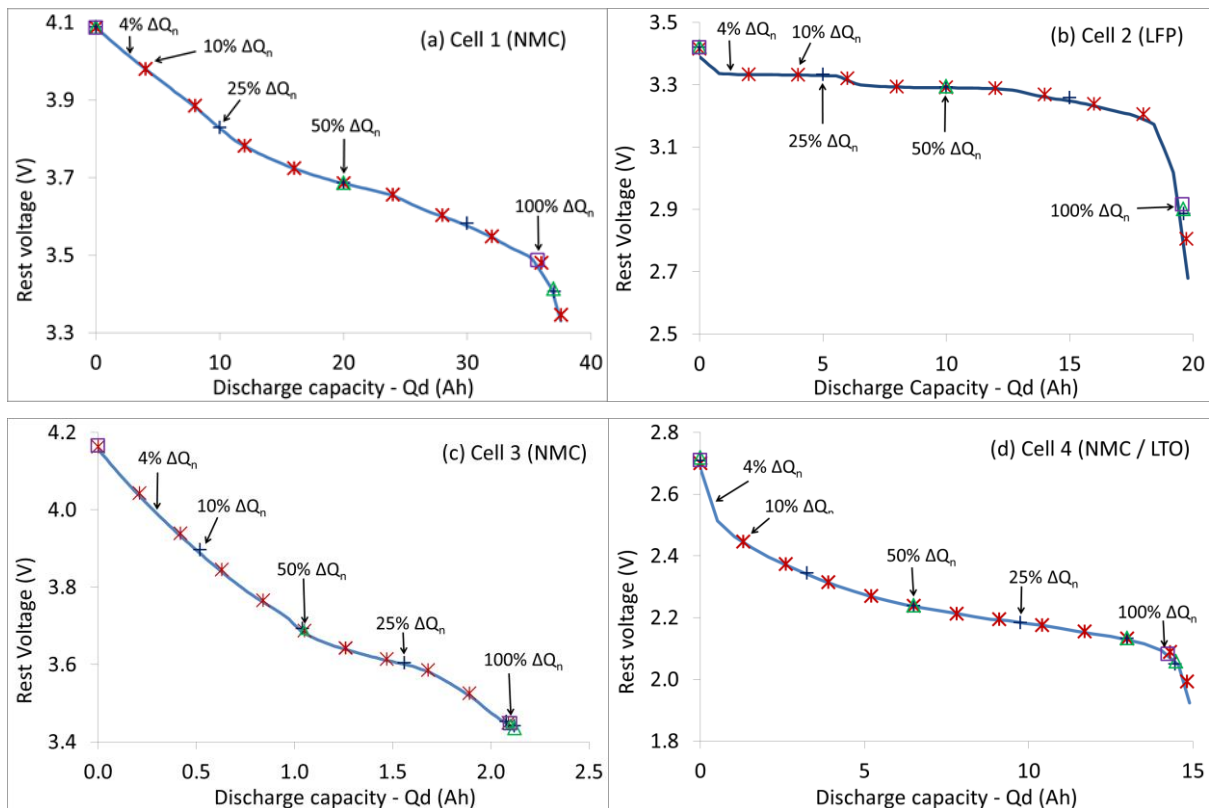 (a) Cell 1 (NMC)
Rest voltage (V)
4.1
3.9
3.7
3.5
3.3
4% ΔQₙ
10% ΔQₙ
25% ΔQₙ
50% ΔQₙ
100% ΔQₙ
0 10 20 30 40
Discharge capacity - Qd (Ah)
(b) Cell 2 (LFP)
Rest Voltage (V)
3.5
3.3
3.1
2.9
2.7
2.5
4% ΔQₙ
10% ΔQₙ
25% ΔQₙ
50% ΔQₙ
100% ΔQₙ
0 5 10 15 20
Discharge Capacity - Qd (Ah)
(c) Cell 3 (NMC)
Rest Voltage (V)
4.2
4.0
3.8
3.6
3.4
4% ΔQₙ
10% ΔQₙ
50% ΔQₙ
25% ΔQₙ
100% ΔQₙ
0.0 0.5 1.0 1.5 2.0 2.5
Discharge capacity - Qd (Ah)
(d) Cell 4 (NMC / LTO)
Rest Voltage (V)
2.8
2.6
2.4
2.2
2.0
1.8
4% ΔQₙ
10% ΔQₙ
50% ΔQₙ
25% ΔQₙ
100% ΔQₙ
0 5 10 15
Discharge capacity - Qd (Ah)